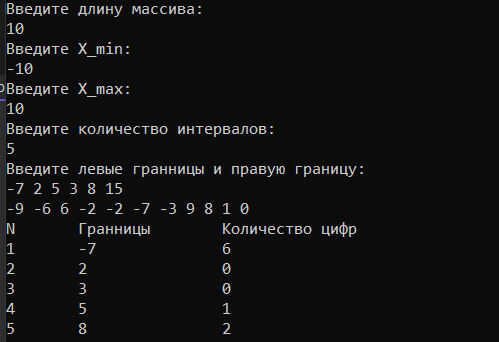 Введите длину массива:
10
Введите X_min:
-10
Введите X_max:
10
Введите количество интервалов:
5
Введите левые гранницы и правую границу:
-7 2 5 3 8 15
-9 -6 6 -2 -2 -7 -3 9 8 1 0
N Гранницы Количество цифр
1 -7 6
2 2 0
3 3 0
4 5 1
5 8 2